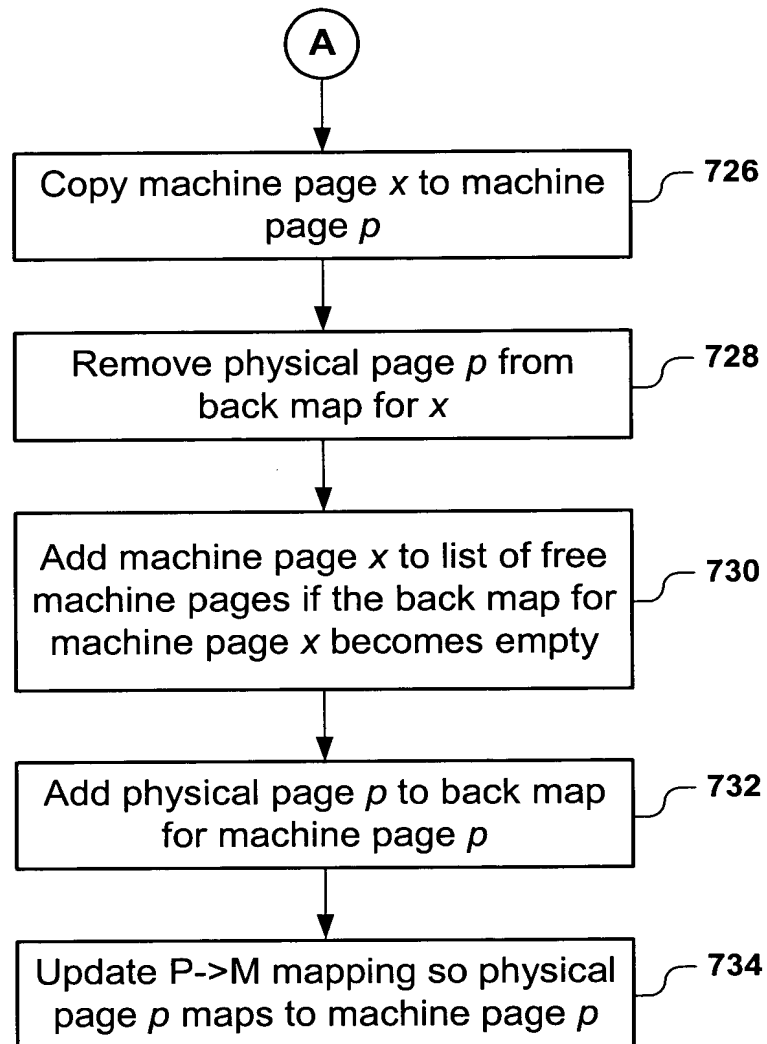 A
Copy machine page x to machine
page p
726
Remove physical page p from
back map for x
728
Add machine page x to list of free
machine pages if the back map for
machine page x becomes empty
730
Add physical page p to back map
for machine page p
732
Update P->M mapping so physical
page p maps to machine page p
734